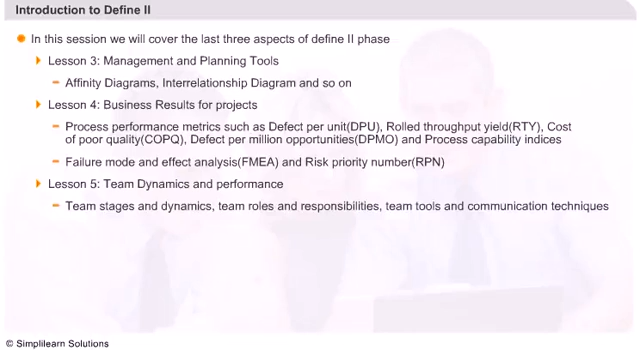 Introduction to Define II
In this session we will cover the last three aspects of define II phase
Lesson 3: Management and Planning Tools
Affinity Diagrams, Interrelationship Diagram and so on
Lesson 4: Business Results for projects
Process performance metrics such as Defect per unit(DPU), Rolled throughput yield(RTY), Cost
of poor quality(COPQ), Defect per million opportunities(DPMO) and Process capability indices
Failure mode and effect analysis(FMEA) and Risk priority number(RPN)
Lesson 5: Team Dynamics and performance
Team stages and dynamics, team roles and responsibilities, team tools and communication techniques
© Simplilearn Solutions